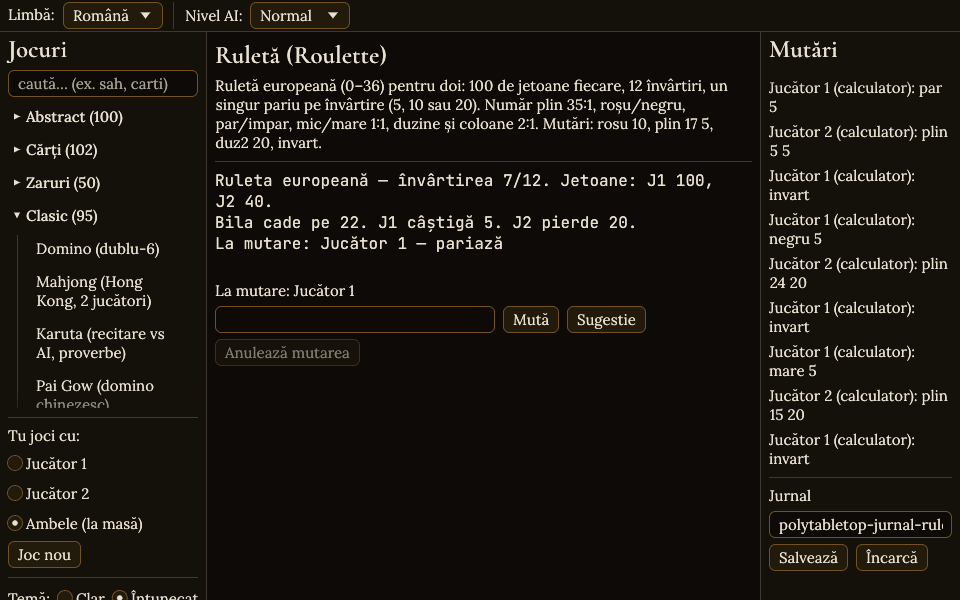 Limbă: Română ▼ Nivel AI: Normal ▼
Jocuri
caută... (ex. sah, carti)
▸ Abstract (100)
▸ Cărți (102)
▸ Zaruri (50)
▾ Clasic (95)
Domino (dublu-6)
Mahjong (Hong
Kong, 2 jucători)
Karuta (recitare vs
AI, proverbe)
Pai Gow (domino
chinezesc)
Tu joci cu:
Jucător 1
Jucător 2
Ambele (la masă)
Joc nou
Temă: Clar Întunecat
Ruletă (Roulette)
Ruletă europeană (0–36) pentru doi: 100 de jetoane fiecare, 12 învârtiri, un
singur pariu pe învârtire (5, 10 sau 20). Număr plin 35:1, roșu/negru,
par/impar, mic/mare 1:1, duzine și coloane 2:1. Mutări: rosu 10, plin 17 5,
duz2 20, invart.
Ruleta europeană — învârtirea 7/12. Jetoane: J1 100,
J2 40.
Bila cade pe 22. J1 câștigă 5. J2 pierde 20.
La mutare: Jucător 1 — pariază
La mutare: Jucător 1
Mută Sugestie
Anulează mutarea
Mutări
Jucător 1 (calculator): par
5
Jucător 2 (calculator): plin
5 5
Jucător 1 (calculator):
invart
Jucător 1 (calculator):
negru 5
Jucător 2 (calculator): plin
24 20
Jucător 1 (calculator):
invart
Jucător 1 (calculator):
mare 5
Jucător 2 (calculator): plin
15 20
Jucător 1 (calculator):
invart
Jurnal
polytabletop-jurnal-rul
Salvează Încarcă